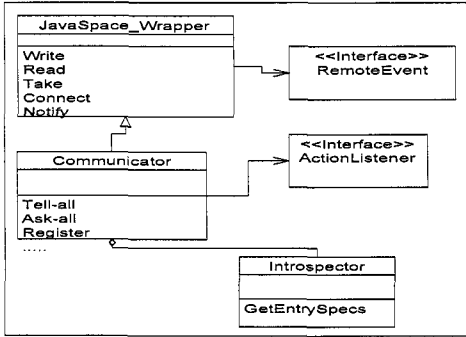 JavaSpace_Wrapper
Write
Read
Take
Connect
Notify
<<Interface>>
RemoteEvent
Communicator
Tell-all
Ask-all
Register
.....
<<Interface>>
ActionListener
Introspector
GetEntrySpecs